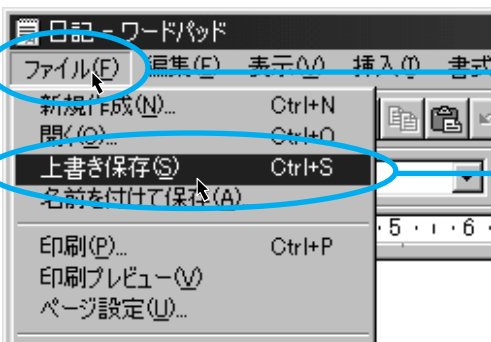 日記 - ワードパッド
ファイル(F) 編集(E) 表示(V) 挿入(I) 書式
新規作成(N)... Ctrl+N
開く(O)... Ctrl+O
上書き保存(S) Ctrl+S
名前を付けて保存(A)
· 5 · ı · 6 ·
印刷(P)... Ctrl+P
印刷プレビュー(V)
ページ設定(U)...